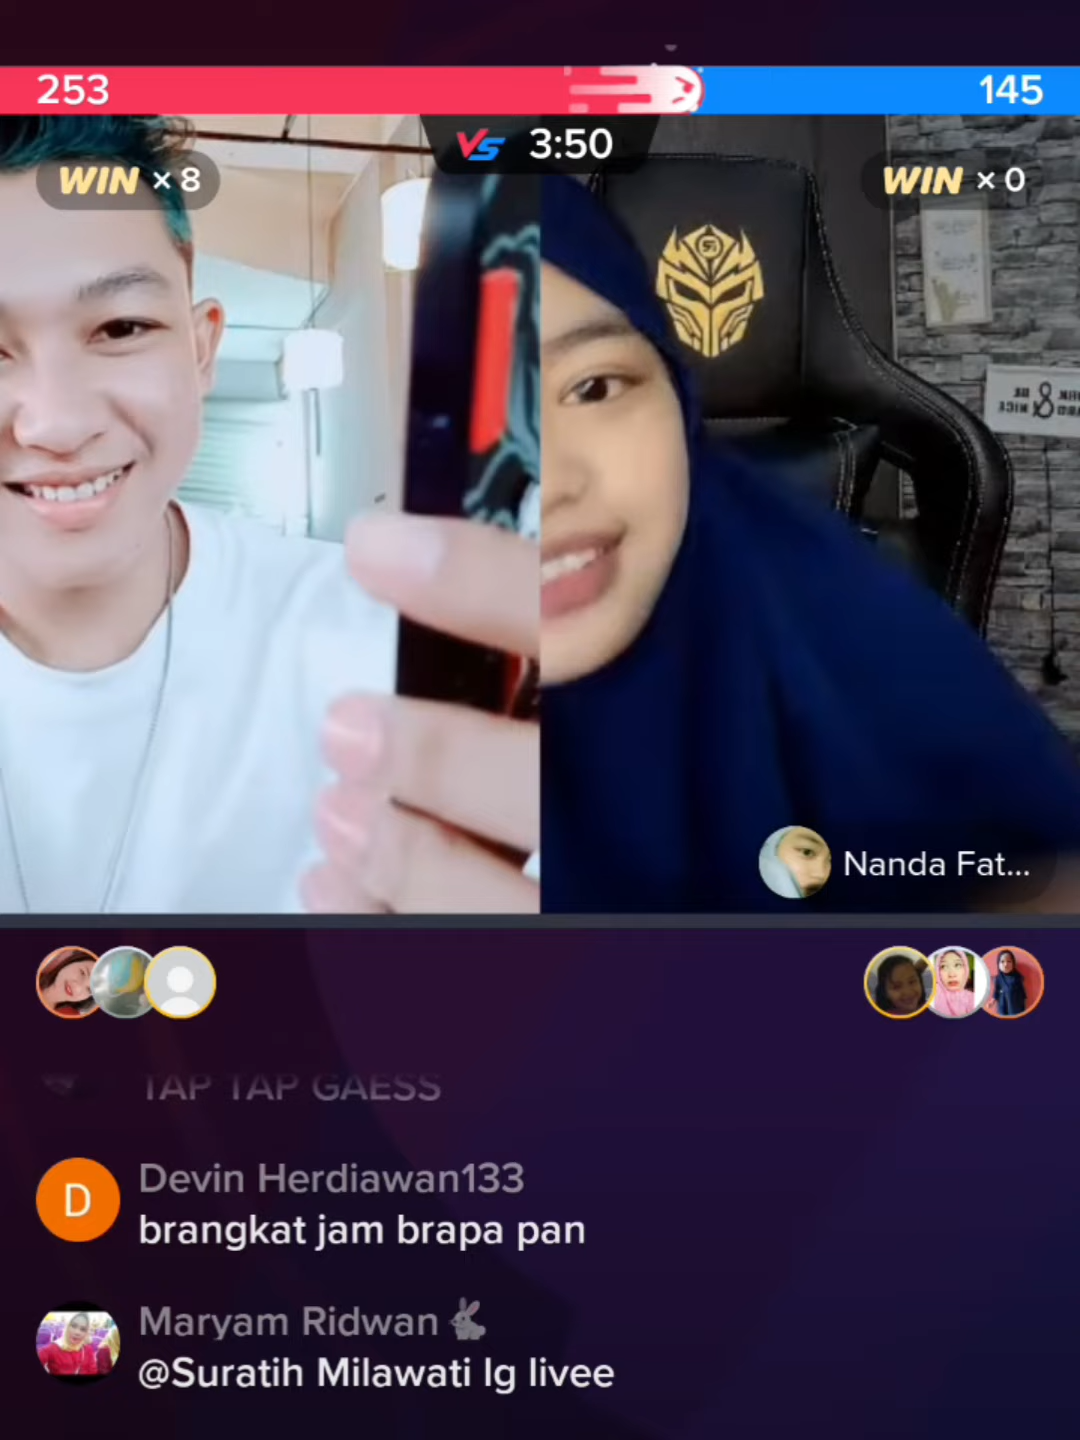 253
145
VS 3:50
WIN × 8
WIN × 0
Nanda Fat...
TAP TAP GAESS
D
Devin Herdiawan133
brangkat jam brapa pan
Maryam Ridwan
@Suratih Milawati lg livee